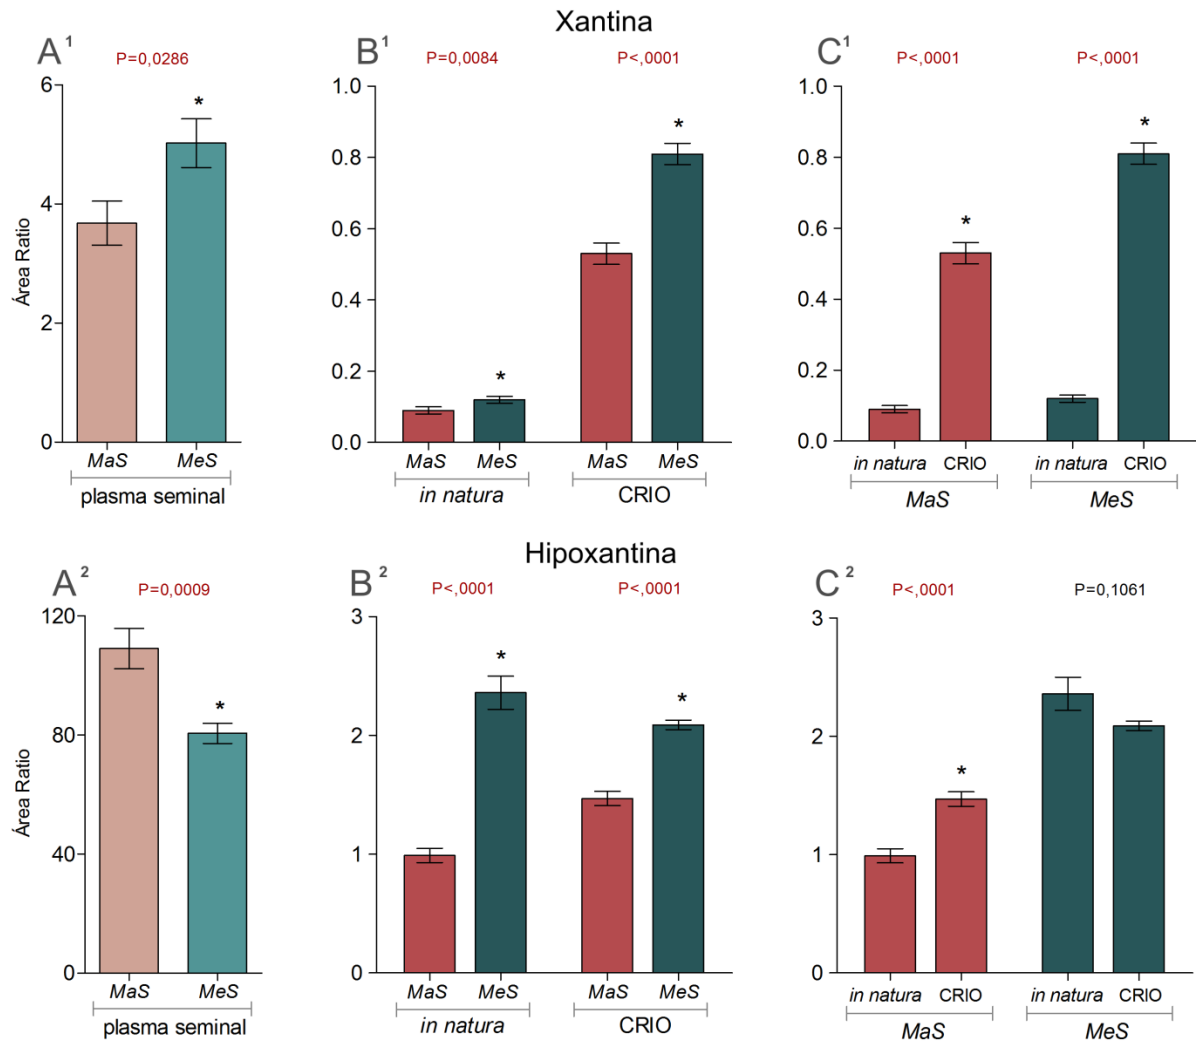 Xantina
A¹ B¹ C¹
P=0,0286 P=0,0084 P<,0001 P<,0001 P<,0001
Área Ratio
6
4
2
0
*
MaS MeS
plasma seminal
1.0
0.8
0.6
0.4
0.2
0.0
* *
MaS MeS MaS MeS
in natura CRIO
1.0
0.8
0.6
0.4
0.2
0.0
* *
in natura CRIO in natura CRIO
MaS MeS
Hipoxantina
A² B² C²
P=0,0009 P<,0001 P<,0001 P<,0001 P=0,1061
Área Ratio
120
80
40
0
*
MaS MeS
plasma seminal
3
2
1
0
* *
MaS MeS MaS MeS
in natura CRIO
3
2
1
0
*
in natura CRIO in natura CRIO
MaS MeS